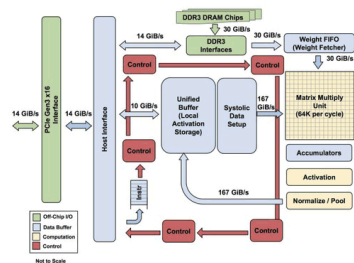 DDR3 DRAM Chips
30 GiB/s
14 GiB/s
DDR3
Interfaces
30 GiB/s
Weight FIFO
(Weight Fetcher)
30 GiB/s
Control
Control
14 GiB/s
PCIe Gen3 x16
Interface
14 GiB/s
Host Interface
10 GiB/s
Unified
Buffer
(Local
Activation
Storage)
Systolic
Data
Setup
167
GiB/s
Matrix Multiply
Unit
(64K Per cycle)
Control
Accumulators
Activation
Instr
167 GiB/s
Normalize / Pool
Off-Chip I/O
Data Buffer
Computation
Control
Control
Control
Not to Scale